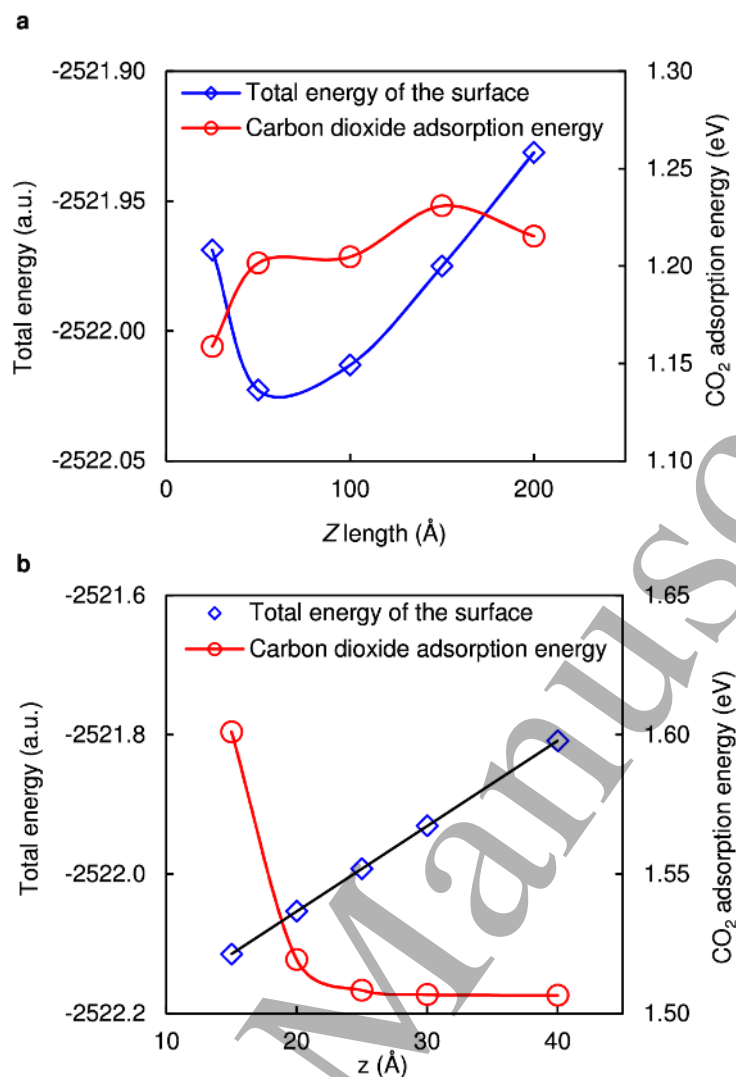 a
-2521.90
-2521.95
-2522.00
-2522.05
Total energy (a.u.)
Total energy of the surface
Carbon dioxide adsorption energy
1.30
1.25
1.20
1.15
1.10
CO₂ adsorption energy (eV)
0 100 200
Z length (Å)
b
-2521.6
-2521.8
-2522.0
-2522.2
Total energy (a.u.)
Total energy of the surface
Carbon dioxide adsorption energy
1.65
1.60
1.55
1.50
CO₂ adsorption energy (eV)
10 20 30 40
z (Å)